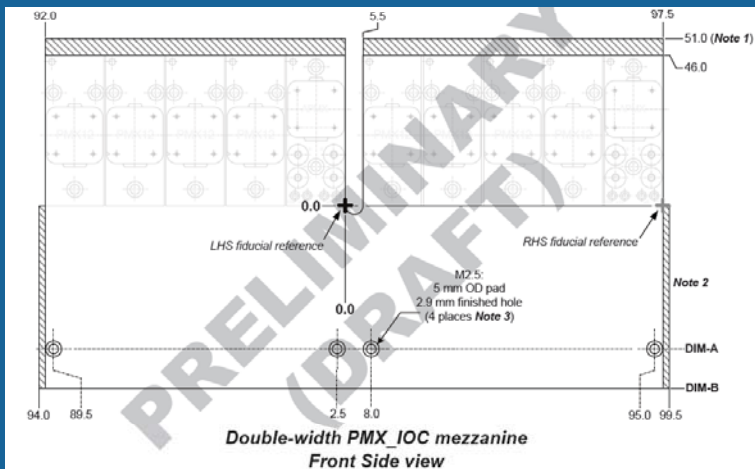 92.0
5.5
97.5
51.0 (Note 1)
46.0
PMX12
PMX12
PMX12
0.0
LHS fiducial reference
RHS fiducial reference
M2.5:
5 mm OD pad
2.9 mm finished hole
(4 places Note 3)
0.0
Note 2
DIM-A
DIM-B
94.0
89.5
2.5
8.0
95.0
99.5
PRELIMINARY
(DRAFT)
Double-width PMX_IOC mezzanine
Front Side view